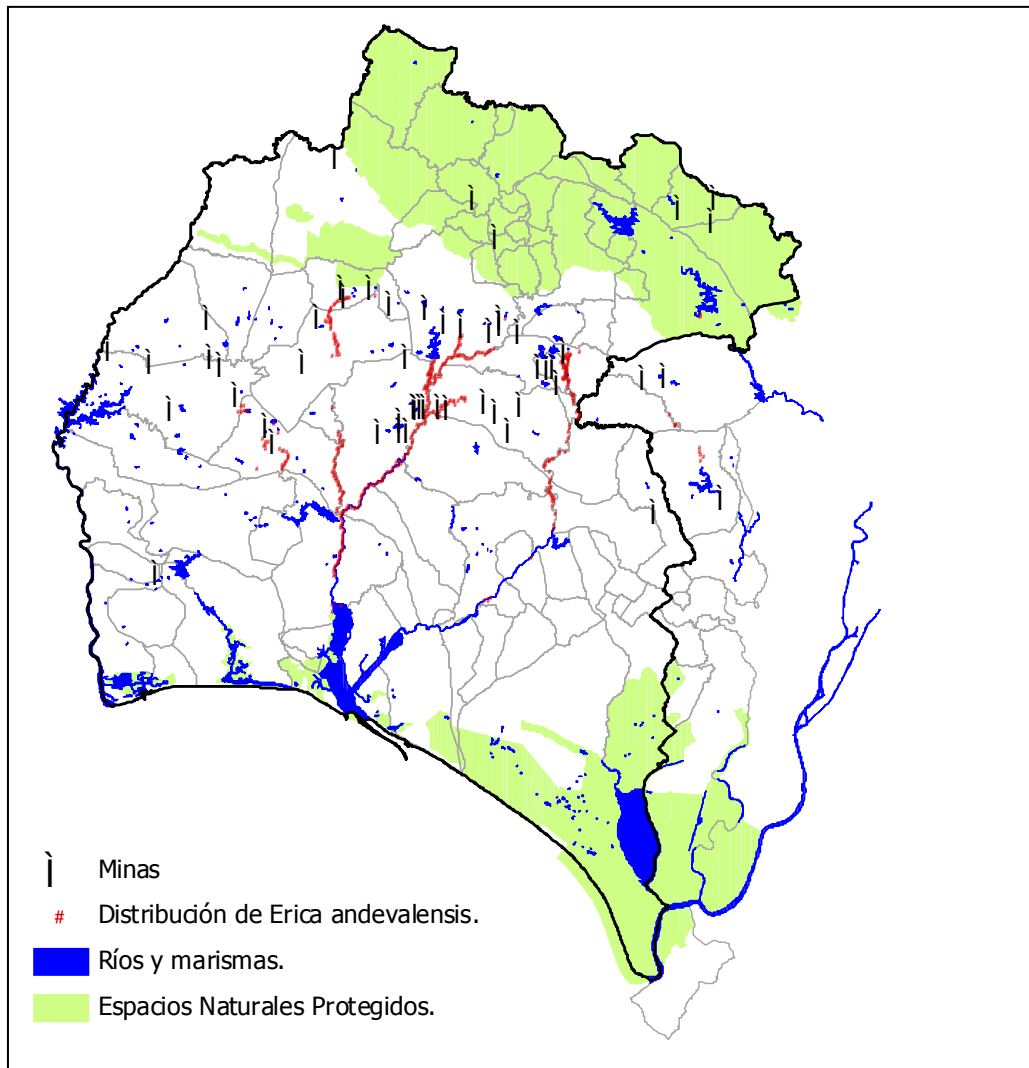 Ì Minas
# Distribución de Erica andevalensis.
Ríos y marismas.
Espacios Naturales Protegidos.